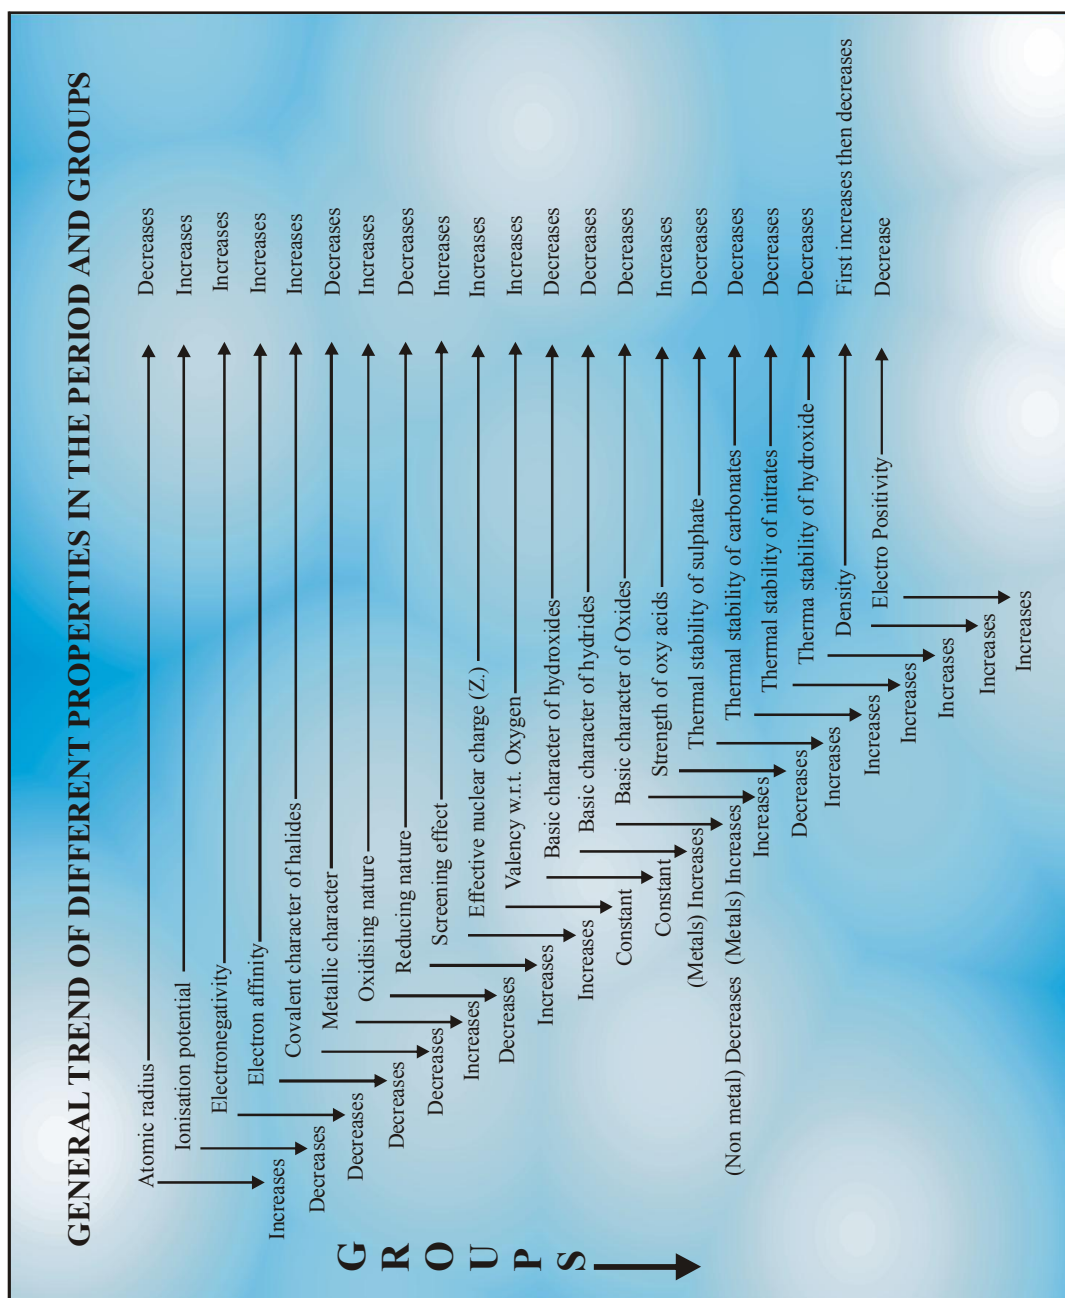 GENERAL TREND OF DIFFERENT PROPERTIES IN THE PERIOD AND GROUPS
Atomic radius Decreases
Ionisation potential Increases
Electronegativity Increases
Electron affinity Increases
Covalent character of halides Increases
Metallic character Decreases
Oxidising nature Increases
Reducing nature Decreases
Screening effect Increases
Effective nuclear charge (Z.) Increases
Valency w.r.t. Oxygen Increases
Basic character of hydroxides Decreases
Basic character of hydrides Decreases
Basic character of Oxides Decreases
Strength of oxy acids Increases
Thermal stability of sulphate Decreases
Thermal stability of carbonates Decreases
Thermal stability of nitrates Decreases
Therma stability of hydroxide Decreases
Density First increases then decreases
Electro Positivity Decrease
Increases
Decreases
Decreases
Decreases
Decreases
Increases
Decreases
Increases
Increases
Constant
Constant
(Metals) Increases
(Non metal) Decreases (Metals) Increases
Increases
Decreases
Increases
Increases
Increases
Increases
Increases
Increases
GROUPS